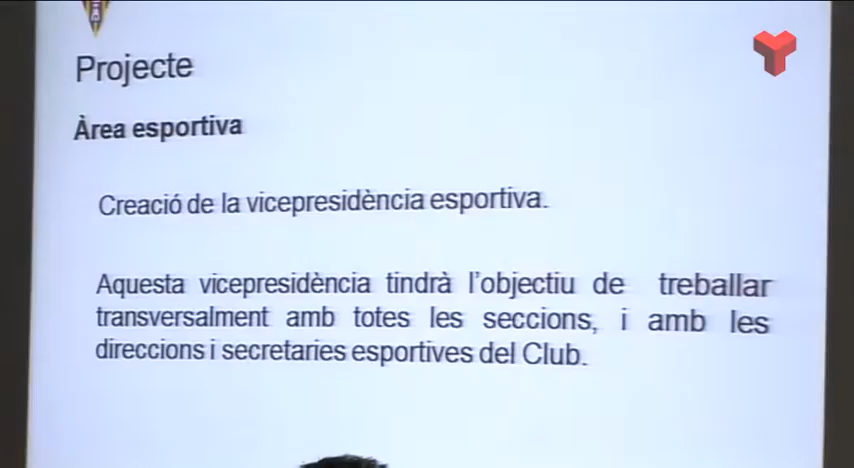 Projecte
Àrea esportiva
Creació de la vicepresidència esportiva.
Aquesta vicepresidència tindrà l'objectiu de treballar
transversalment amb totes les seccions, i amb les
direccions i secretaries esportives del Club.